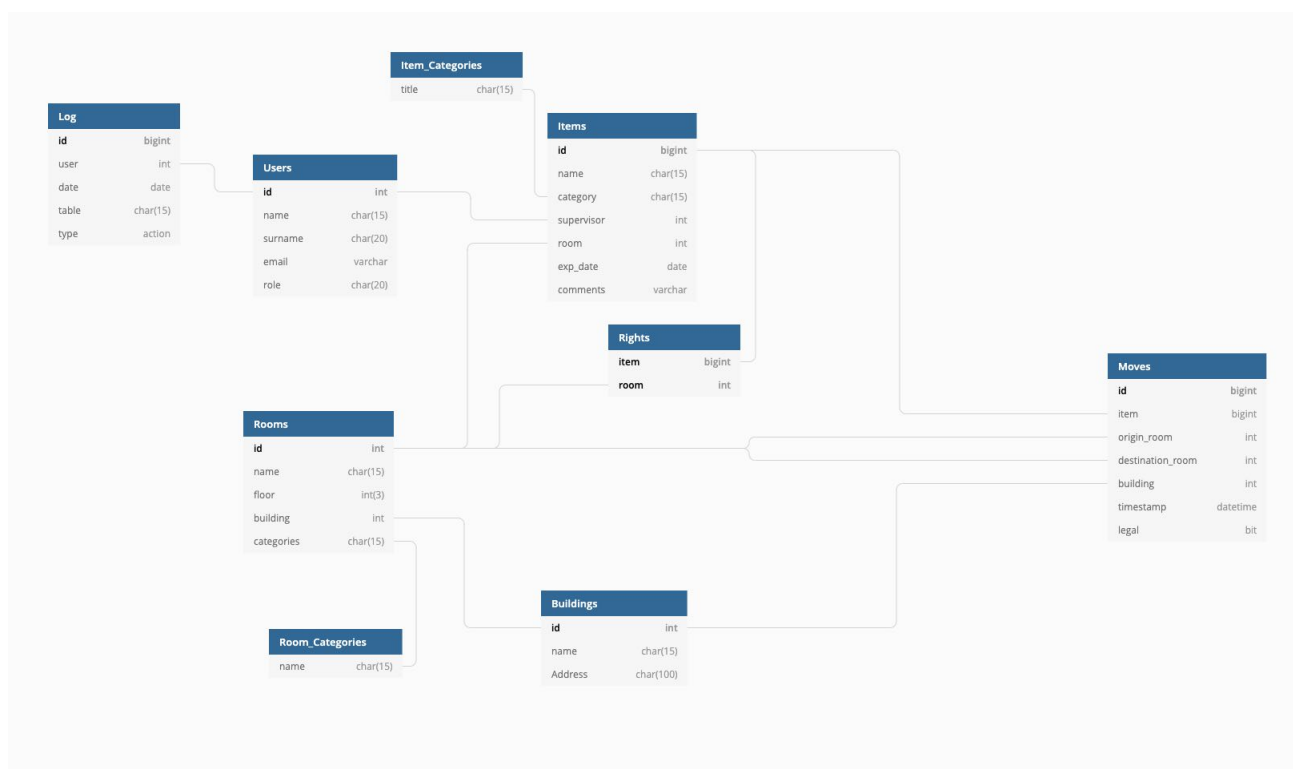 Item_Categories
title char(15)
Log
id bigint
user int
date date
table char(15)
type action
Users
id int
name char(15)
surname char(20)
email varchar
role char(20)
Items
id bigint
name char(15)
category char(15)
supervisor int
room int
exp_date date
comments varchar
Rights
item bigint
room int
Moves
id bigint
item bigint
origin_room int
destination_room int
building int
timestamp datetime
legal bit
Rooms
id int
name char(15)
floor int(3)
building int
categories char(15)
Buildings
id int
name char(15)
Address char(100)
Room_Categories
name char(15)